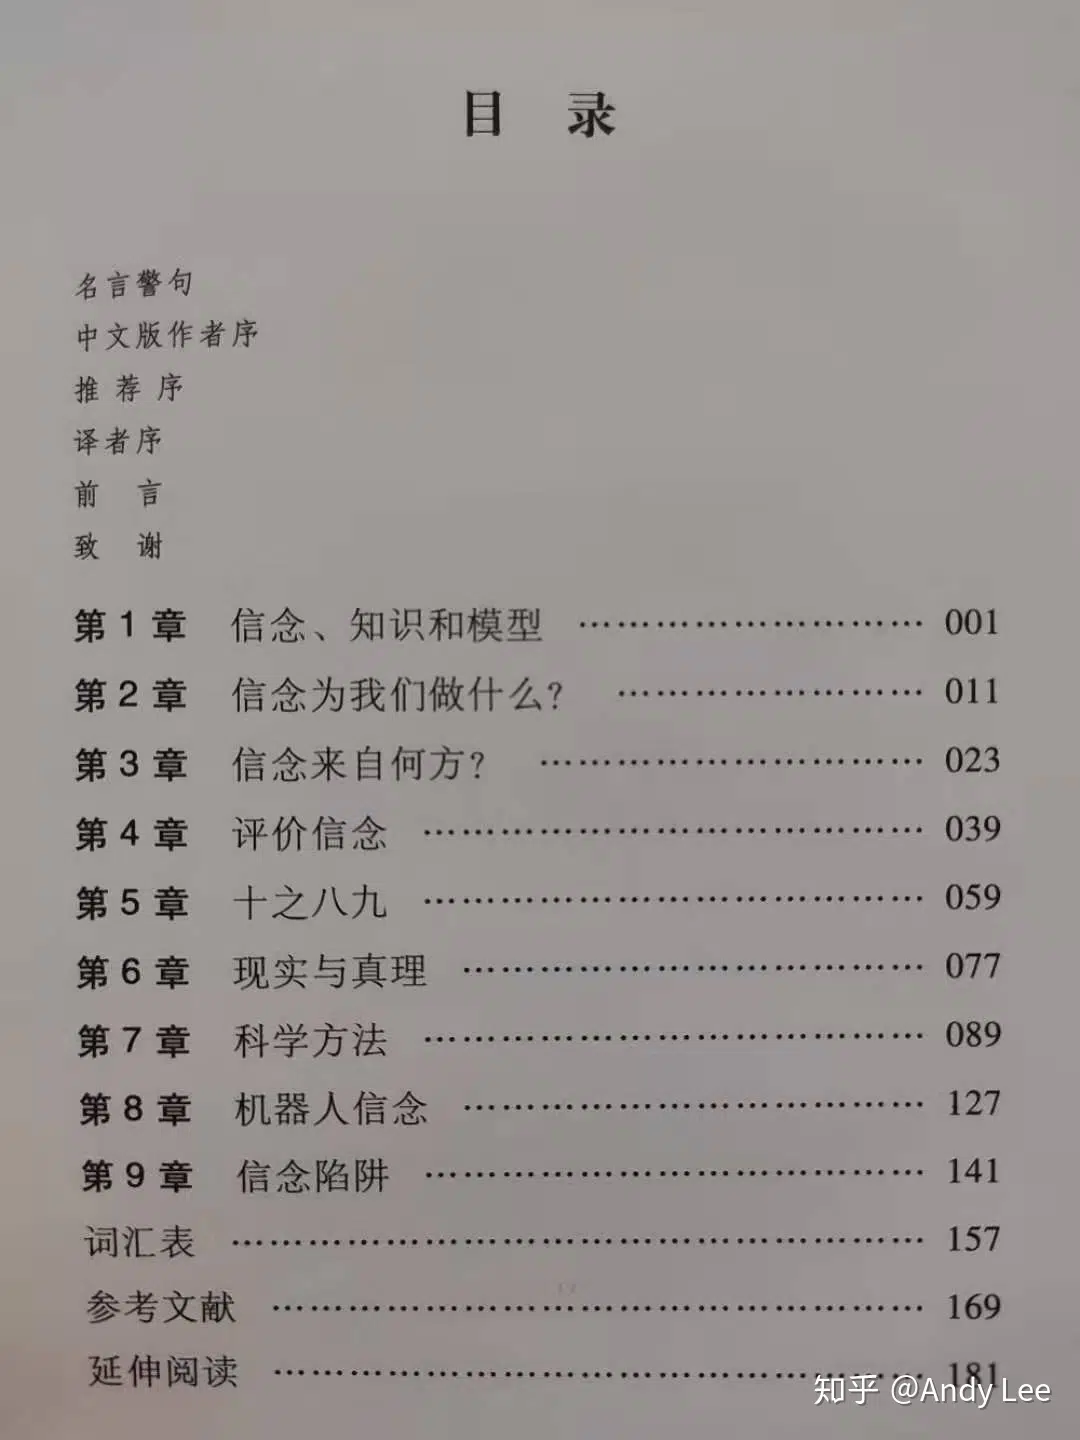 目 录
名言警句
中文版作者序
推荐序
译者序
前 言
致 谢
第1章 信念、知识和模型 ………………………… 001
第2章 信念为我们做什么? ……………………… 011
第3章 信念来自何方? …………………………… 023
第4章 评价信念 …………………………………… 039
第5章 十之八九 …………………………………… 059
第6章 现实与真理 ………………………………… 077
第7章 科学方法 …………………………………… 089
第8章 机器人信念 ………………………………… 127
第9章 信念陷阱 …………………………………… 141
词汇表 ……………………………………………… 157
参考文献 …………………………………………… 169
延伸阅读 …………………………………………… 181
知乎 @Andy Lee